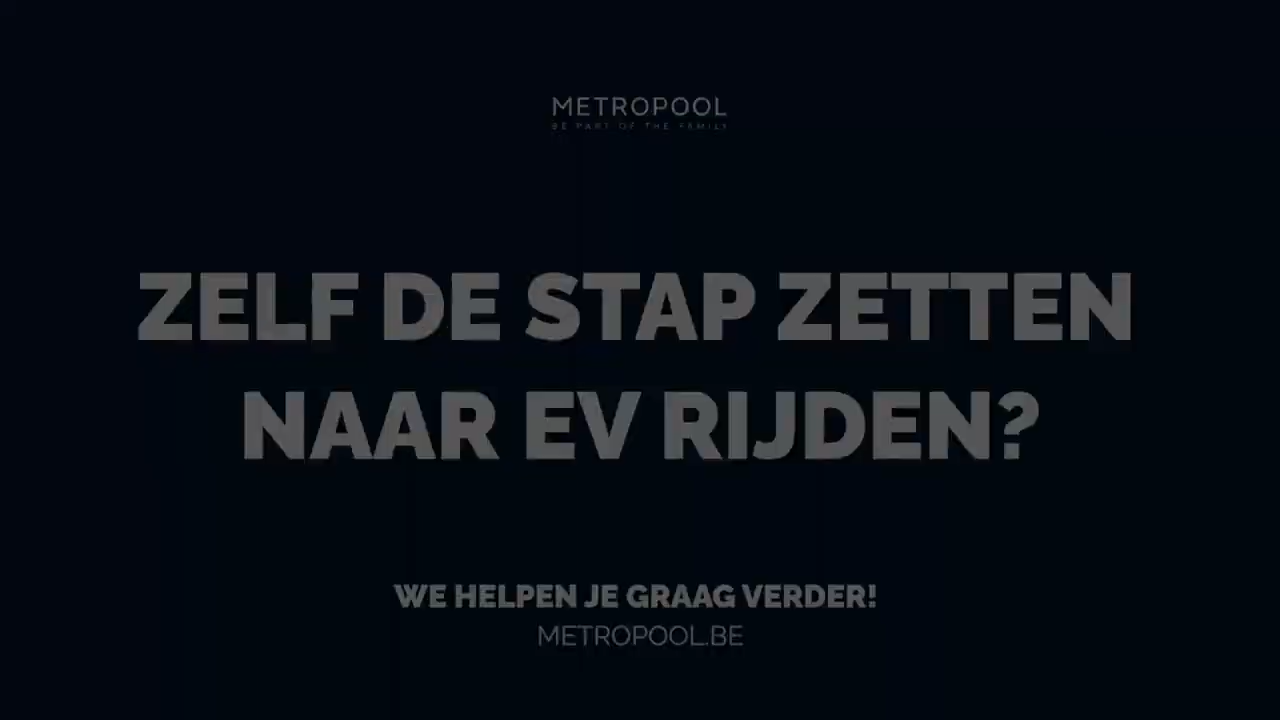 METROPOOL
BE PART OF THE FAMILY
ZELF DE STAP ZETTEN
NAAR EV RIJDEN?
WE HELPEN JE GRAAG VERDER!
METROPOOL.BE